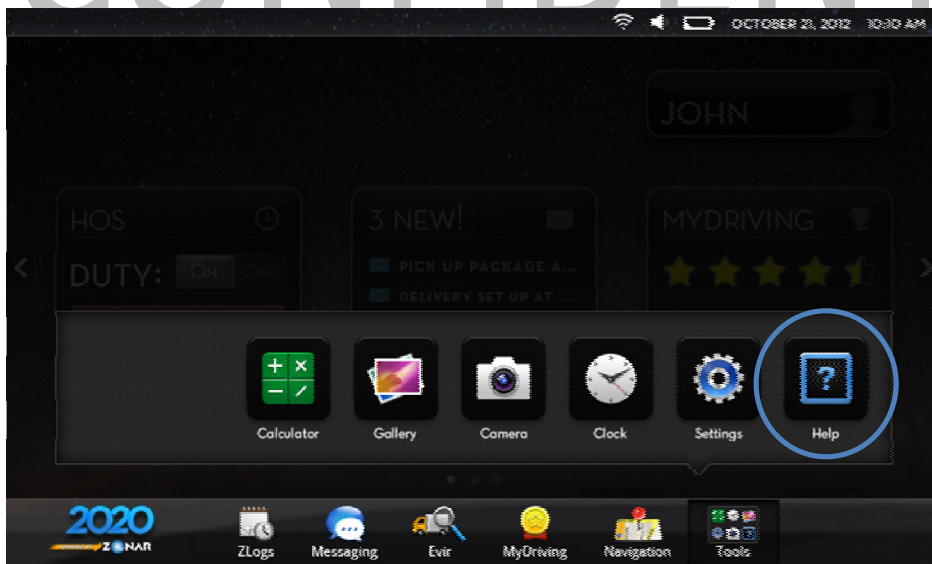 OCTOBER 21, 2012 10:10 AM
JOHN
HOS
3 NEW!
MYDRIVING
DUTY: ON OFF
PICK UP PACKAGE A...
DELIVERY SET UP AT ...
Calculator Gallery Camera Clock Settings Help
2020
ZONAR
ZLogs Messaging Evir MyDriving Navigation Tools